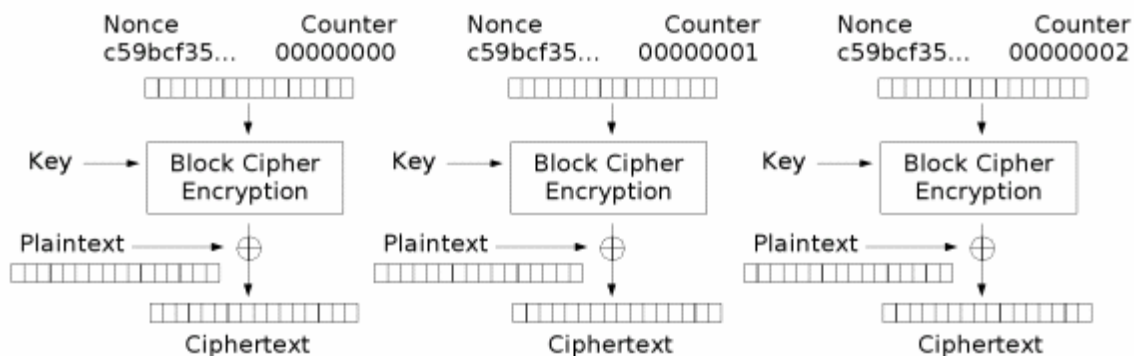 Nonce Counter Nonce Counter Nonce Counter
c59bcf35... 00000000 c59bcf35... 00000001 c59bcf35... 00000002
Key Block Cipher Encryption Key Block Cipher Encryption Key Block Cipher Encryption
Plaintext Plaintext Plaintext
Ciphertext Ciphertext Ciphertext